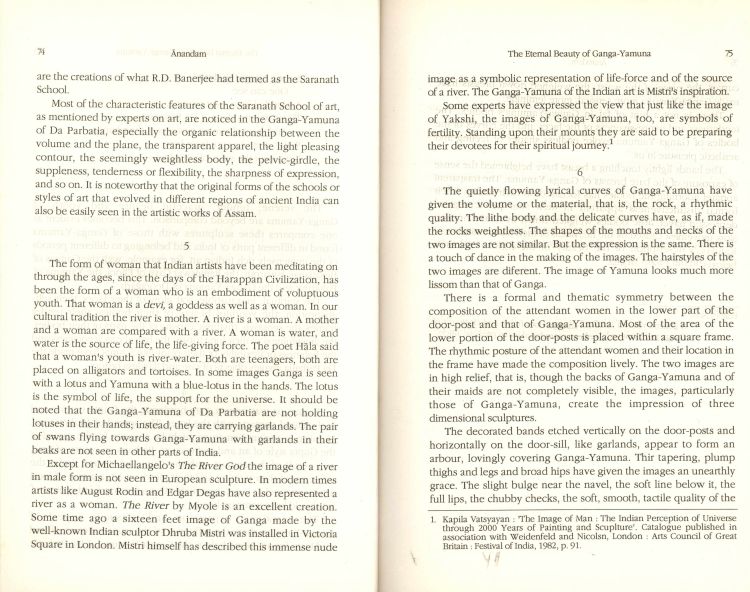 74
Ānandam
are the creations of what R.D. Banerjee had termed as the Saranath
School.
Most of the characteristic features of the Saranath School of art,
as mentioned by experts on art, are noticed in the Ganga-Yamuna
of Da Parbatia, especially the organic relationship between the
volume and the plane, the transparent apparel, the light pleasing
contour, the seemingly weightless body, the pelvic-girdle, the
suppleness, tenderness or flexibility, the sharpness of expression,
and so on. It is noteworthy that the original forms of the schools or
styles of art that evolved in different regions of ancient India can
also be easily seen in the artistic works of Assam.
5
The form of woman that Indian artists have been meditating on
through the ages, since the days of the Harappan Civilization, has
been the form of a woman who is an embodiment of voluptuous
youth. That woman is a devi, a goddess as well as a woman. In our
cultural tradition the river is mother. A river is a woman. A mother
and a woman are compared with a river. A woman is water, and
water is the source of life, the life-giving force. The poet Hāla said
that a woman's youth is river-water. Both are teenagers, both are
placed on alligators and tortoises. In some images Ganga is seen
with a lotus and Yamuna with a blue-lotus in the hands. The lotus
is the symbol of life, the support for the universe. It should be
noted that the Ganga-Yamuna of Da Parbatia are not holding
lotuses in their hands; instead, they are carrying garlands. The pair
of swans flying towards Ganga-Yamuna with garlands in their
beaks are not seen in other parts of India.
Except for Michaellangelo's The River God the image of a river
in male form is not seen in European sculpture. In modern times
artists like August Rodin and Edgar Degas have also represented a
river as a woman. The River by Myole is an excellent creation.
Some time ago a sixteen feet image of Ganga made by the
well-known Indian sculptor Dhruba Mistri was installed in Victoria
Square in London. Mistri himself has described this immense nude
The Eternal Beauty of Ganga-Yamuna
75
image as a symbolic representation of life-force and of the source
of a river. The Ganga-Yamuna of the Indian art is Mistri's inspiration.
Some experts have expressed the view that just like the image
of Yakshi, the images of Ganga-Yamuna, too, are symbols of
fertility. Standing upon their mounts they are said to be preparing
their devotees for their spiritual journey.1
6
The quietly flowing lyrical curves of Ganga-Yamuna have
given the volume or the material, that is, the rock, a rhythmic
quality. The lithe body and the delicate curves have, as if, made
the rocks weightless. The shapes of the mouths and necks of the
two images are not similar. But the expression is the same. There is
a touch of dance in the making of the images. The hairstyles of the
two images are diferent. The image of Yamuna looks much more
lissom than that of Ganga.
There is a formal and thematic symmetry between the
composition of the attendant women in the lower part of the
door-post and that of Ganga-Yamuna. Most of the area of the
lower portion of the door-posts is placed within a square frame.
The rhythmic posture of the attendant women and their location in
the frame have made the composition lively. The two images are
in high relief, that is, though the backs of Ganga-Yamuna and of
their maids are not completely visible, the images, particularly
those of Ganga-Yamuna, create the impression of three
dimensional sculptures.
The decorated bands etched vertically on the door-posts and
horizontally on the door-sill, like garlands, appear to form an
arbour, lovingly covering Ganga-Yamuna. Thir tapering, plump
thighs and legs and broad hips have given the images an unearthly
grace. The slight bulge near the navel, the soft line below it, the
full lips, the chubby checks, the soft, smooth, tactile quality of the
1. Kapila Vatsyayan : 'The Image of Man : The Indian Perception of Universe
through 2000 Years of Painting and Scuplture'. Catalogue published in
association with Weidenfeld and Nicolsn, London : Arts Council of Great
Britain : Festival of India, 1982, p. 91.